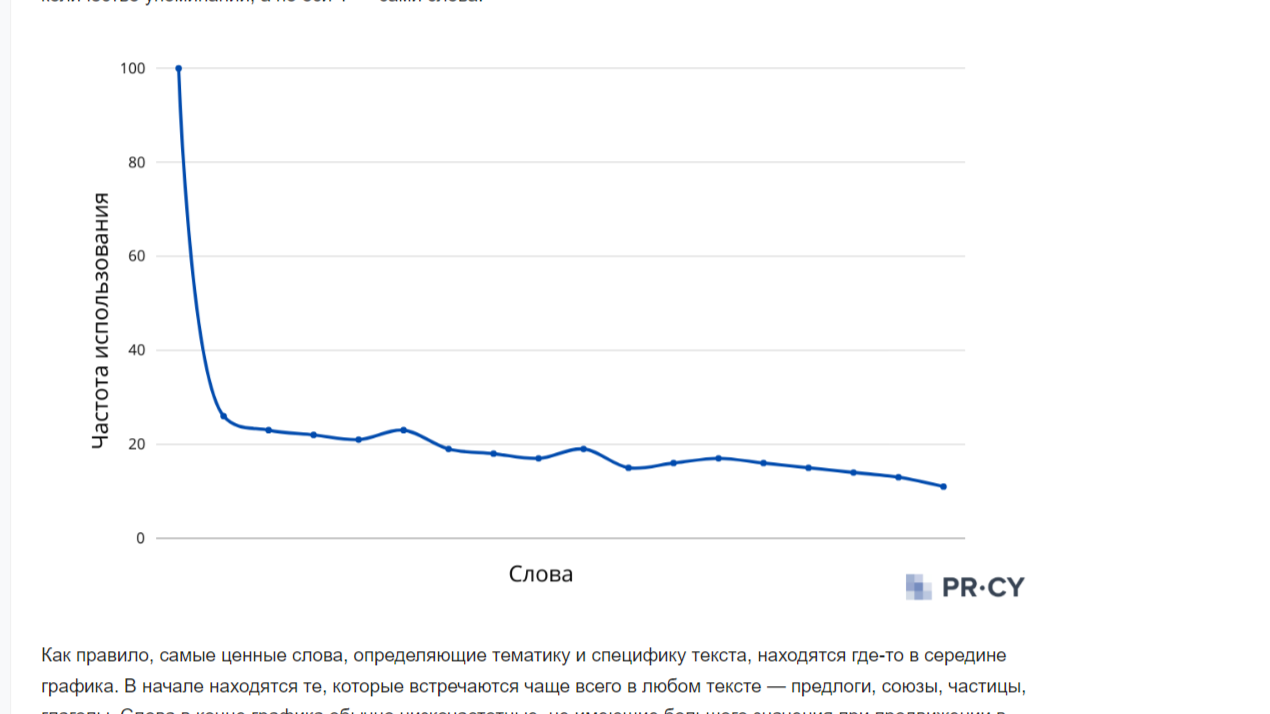 100
80
60
40
20
0
Частота использования
Слова
PR·CY
Как правило, самые ценные слова, определяющие тематику и специфику текста, находятся где-то в середине
графика. В начале находятся те, которые встречаются чаще всего в любом тексте — предлоги, союзы, частицы,